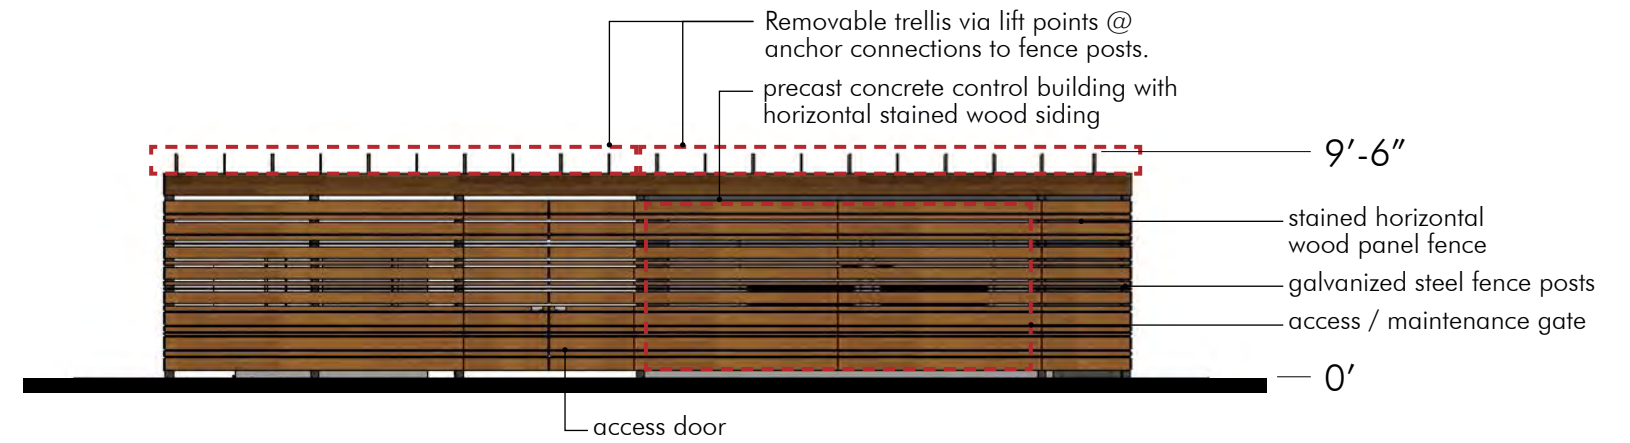 Removable trellis via lift points @
anchor connections to fence posts.
precast concrete control building with
horizontal stained wood siding
9'-6"
stained horizontal
wood panel fence
galvanized steel fence posts
access / maintenance gate
0'
access door